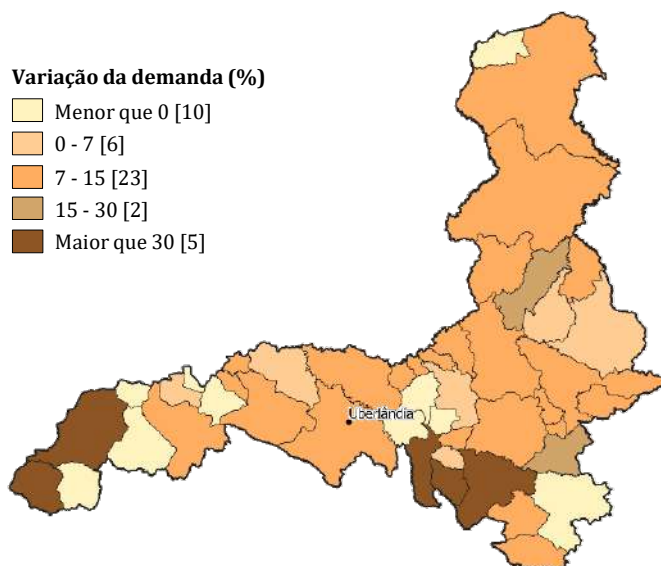 Variação da demanda (%)
Menor que 0 [10]
0 - 7 [6]
7 - 15 [23]
15 - 30 [2]
Maior que 30 [5]
Uberlândia